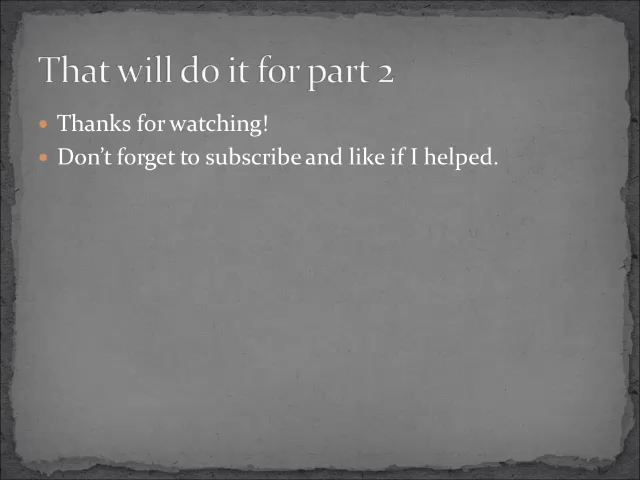 That will do it for part 2
Thanks for watching!
Don’t forget to subscribe and like if I helped.